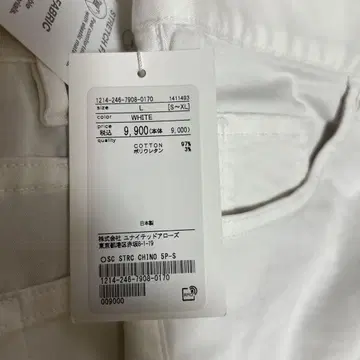 FABRIC
STRETCH F
1214-246-7908-0170 1411493
size L [S~XL]
color WHITE
price
税込 9,900(本体 9,000)
quality
COTTON 97%
ポリウレタン 3%
日本製
株式会社 ユナイテッドアローズ
東京都港区赤坂8-1-19
○SC STRC CHINO 5P-S
1214-246-7908-0170
009000